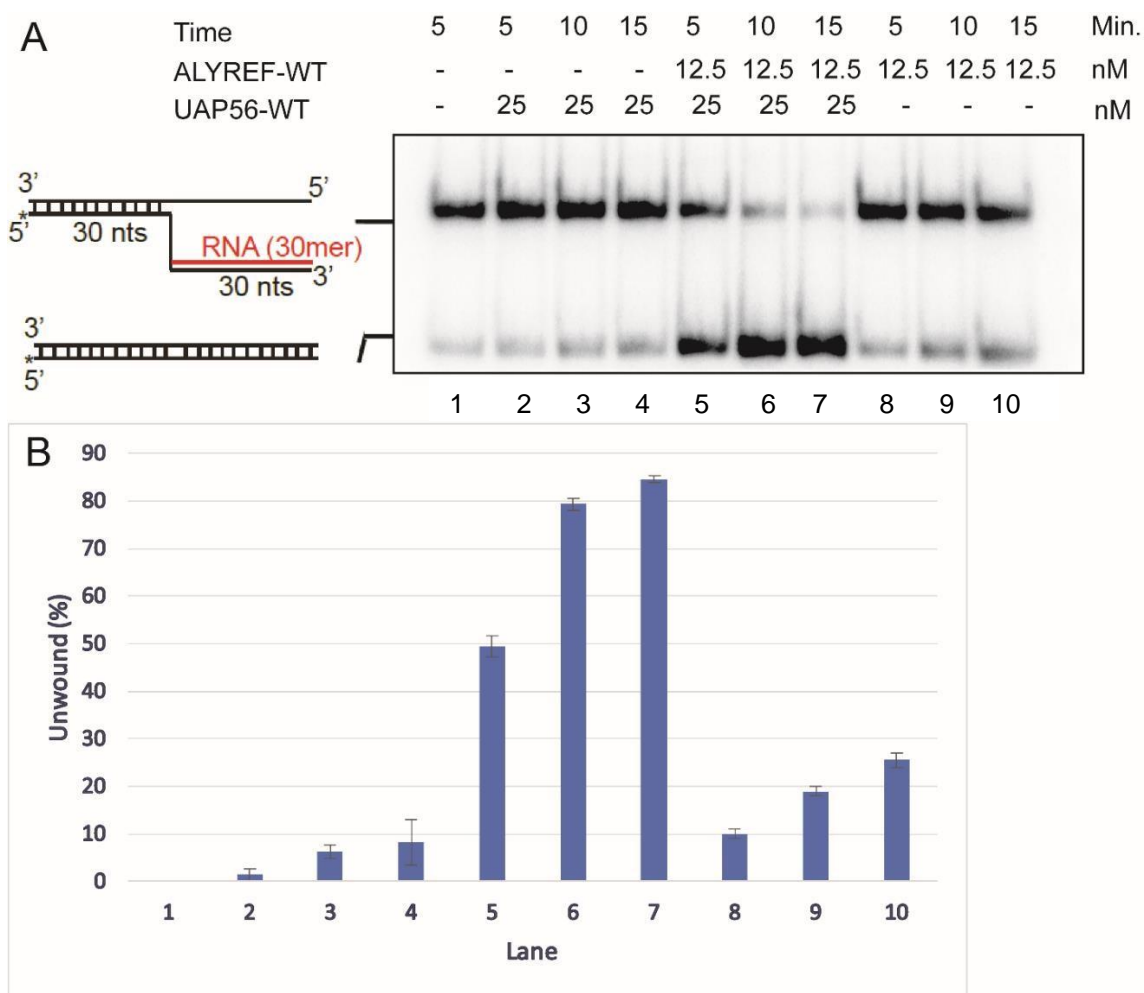 A
Time 5 5 10 15 5 10 15 5 10 15 Min.
ALYREF-WT - - - - 12.5 12.5 12.5 12.5 12.5 12.5 nM
UAP56-WT - 25 25 25 25 25 25 - - - nM
3' 5'
*5' 30 nts
RNA (30mer)
30 nts 3'
3'
*
5'
1 2 3 4 5 6 7 8 9 10
B
Unwound (%)
90
80
70
60
50
40
30
20
10
0
1 2 3 4 5 6 7 8 9 10
Lane